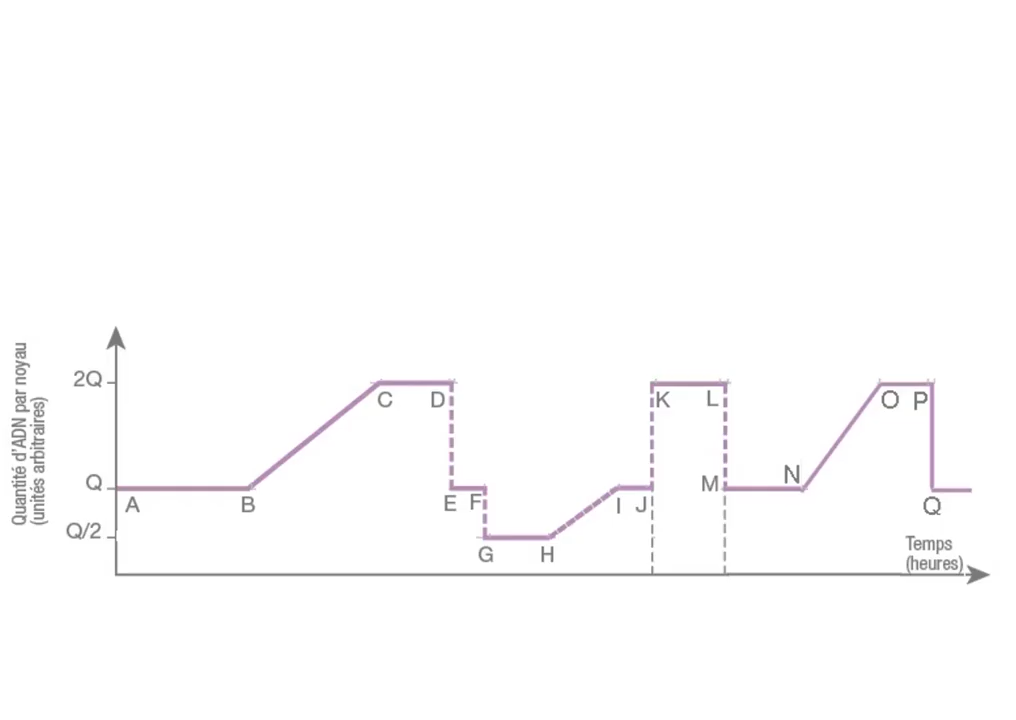 Quantité d'ADN par noyau
(unités arbitraires)
2Q
Q
Q/2
A B
C D
E F
G H
I J
K L
M
N
O P
Q
Temps
(heures)